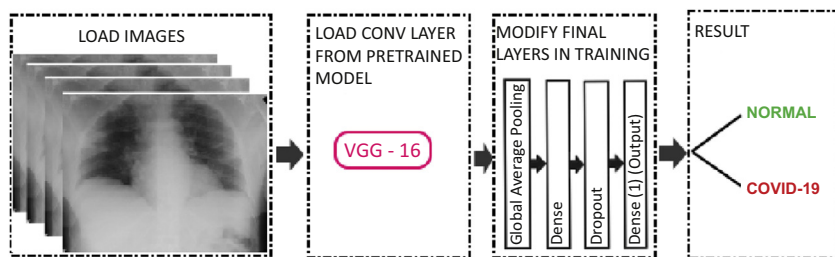 LOAD IMAGES
LOAD CONV LAYER
FROM PRETRAINED
MODEL
VGG - 16
MODIFY FINAL
LAYERS IN TRAINING
Global Average Pooling
Dense
Dropout
Dense (1) (Output)
RESULT
NORMAL
COVID-19